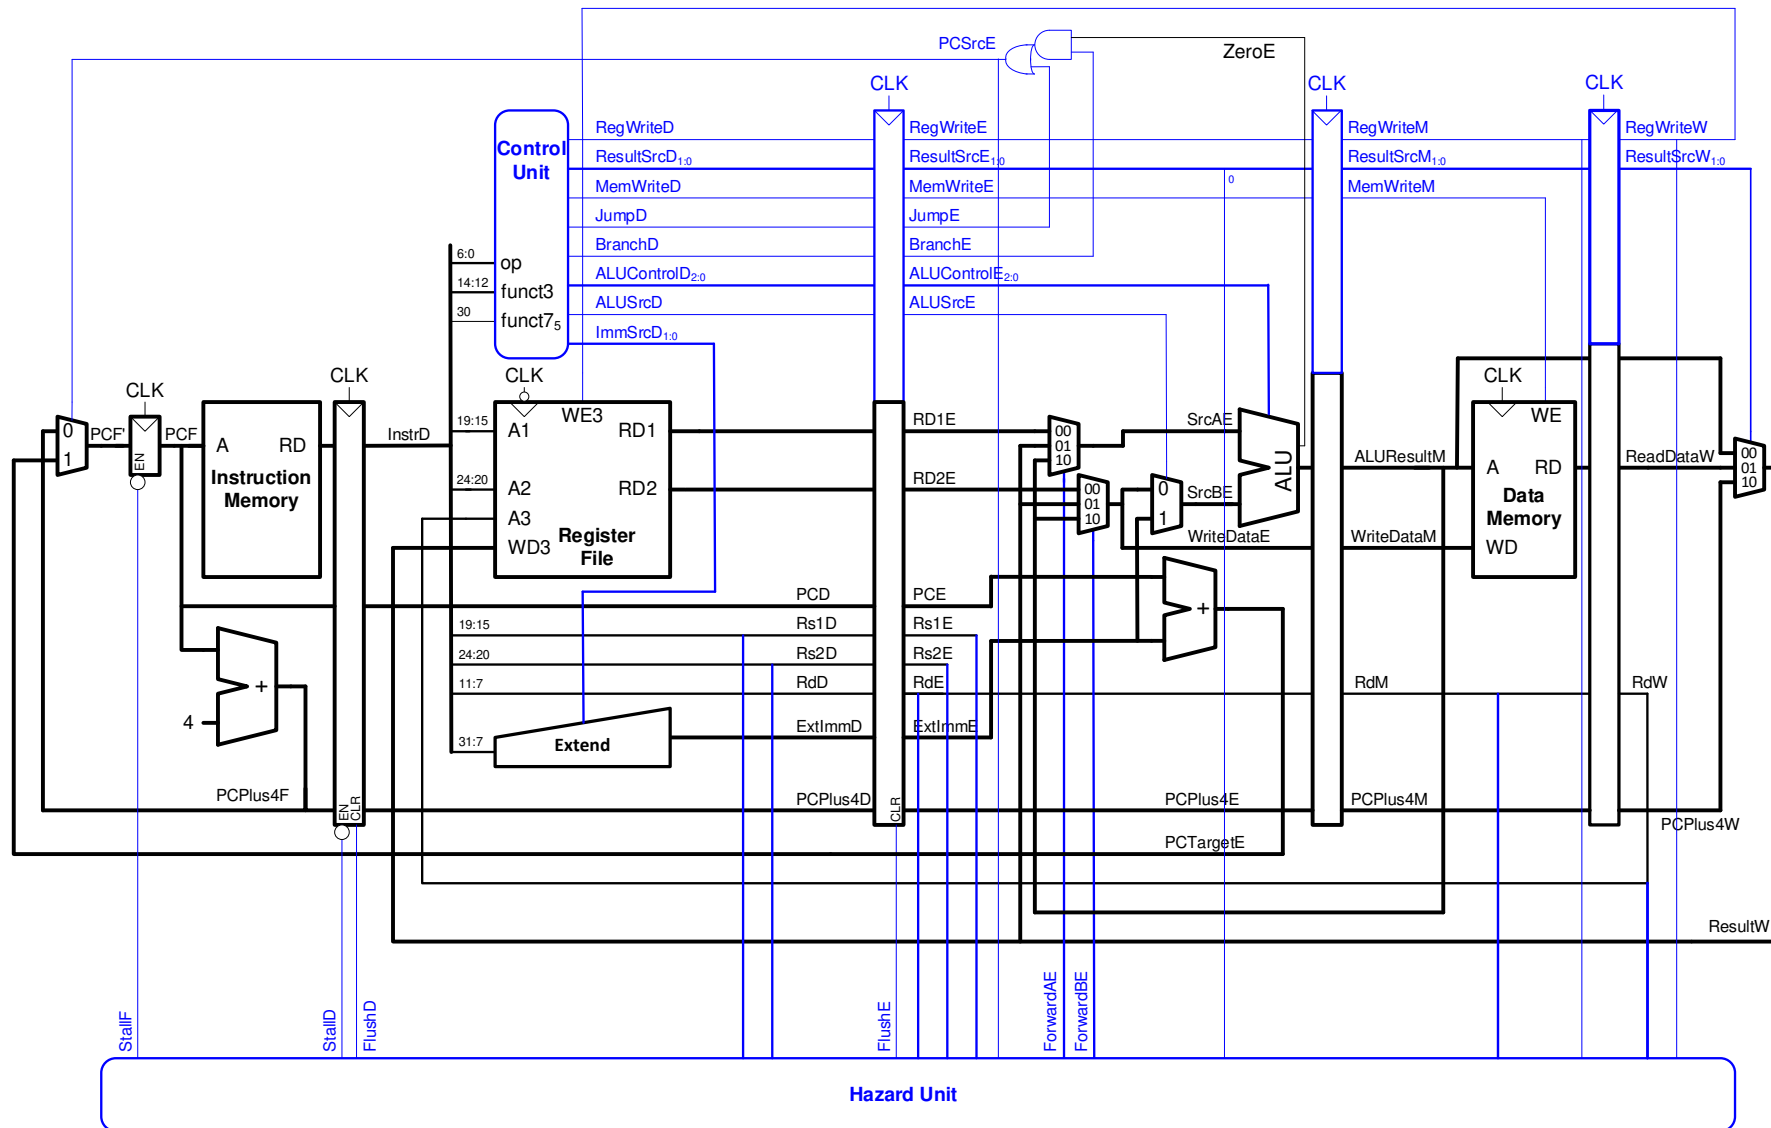 PCSrcE
ZeroE
CLK
CLK
CLK
Control
Unit
RegWriteD
RegWriteE
RegWriteM
RegWriteW
ResultSrcD1:0
ResultSrcE1:0
ResultSrcM1:0
ResultSrcW1:0
0
MemWriteD
MemWriteE
MemWriteM
JumpD
JumpE
BranchD
BranchE
6:0
op
ALUControlD2:0
ALUControlE2:0
14:12
funct3
ALUSrcD
ALUSrcE
30
funct75
ImmSrcD1:0
CLK
CLK
CLK
CLK
0
1
PCF'
EN
PCF
A
RD
Instruction
Memory
InstrD
19:15
A1
WE3
RD1
24:20
A2
RD2
A3
WD3
Register
File
RD1E
RD2E
00
01
10
00
01
10
0
1
SrcAE
SrcBE
ALU
WriteDataE
ALUResultM
WriteDataM
A
RD
WE
Data
Memory
WD
ReadDataW
00
01
10
PCD
PCE
+
19:15
Rs1D
Rs1E
24:20
Rs2D
Rs2E
11:7
RdD
RdE
RdM
RdW
+
4
31:7
Extend
ExtImmD
ExtImmE
PCPlus4F
EN
CLR
PCPlus4D
CLR
PCPlus4E
PCPlus4M
PCPlus4W
PCTargetE
ResultW
StallF
StallD
FlushD
FlushE
ForwardAE
ForwardBE
Hazard Unit